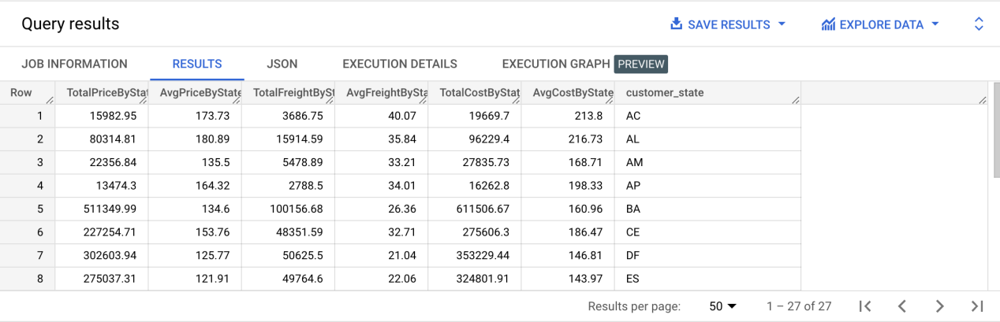 Query results SAVE RESULTS EXPLORE DATA
JOB INFORMATION RESULTS JSON EXECUTION DETAILS EXECUTION GRAPH PREVIEW
Row TotalPriceByStat AvgPriceByState TotalFreightBySt AvgFreightBySta TotalCostByStat AvgCostByState customer_state
1 15982.95 173.73 3686.75 40.07 19669.7 213.8 AC
2 80314.81 180.89 15914.59 35.84 96229.4 216.73 AL
3 22356.84 135.5 5478.89 33.21 27835.73 168.71 AM
4 13474.3 164.32 2788.5 34.01 16262.8 198.33 AP
5 511349.99 134.6 100156.68 26.36 611506.67 160.96 BA
6 227254.71 153.76 48351.59 32.71 275606.3 186.47 CE
7 302603.94 125.77 50625.5 21.04 353229.44 146.81 DF
8 275037.31 121.91 49764.6 22.06 324801.91 143.97 ES
Results per page: 50 1 – 27 of 27